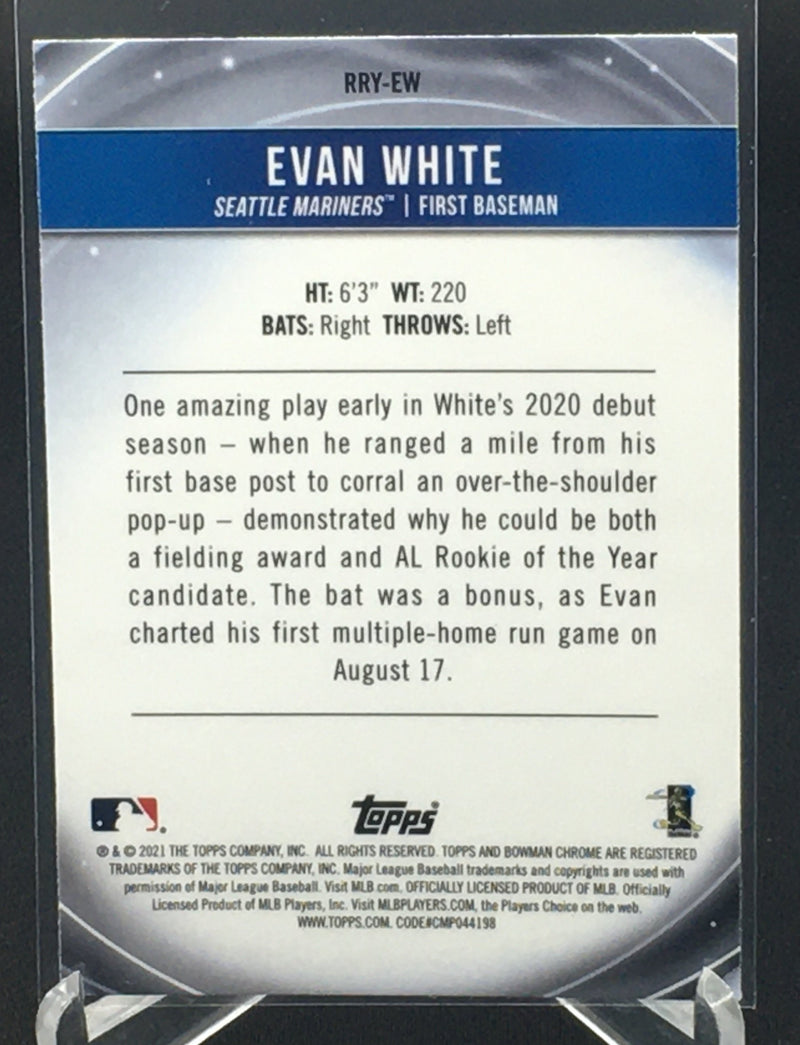 RRY-EW
EVAN WHITE
SEATTLE MARINERS™ | FIRST BASEMAN
HT: 6'3" WT: 220
BATS: Right THROWS: Left
One amazing play early in White's 2020 debut
season – when he ranged a mile from his
first base post to corral an over-the-shoulder
pop-up – demonstrated why he could be both
a fielding award and AL Rookie of the Year
candidate. The bat was a bonus, as Evan
charted his first multiple-home run game on
August 17.
Topps®
® & © 2021 THE TOPPS COMPANY, INC. ALL RIGHTS RESERVED. TOPPS AND BOWMAN CHROME ARE REGISTERED
TRADEMARKS OF THE TOPPS COMPANY, INC. Major League Baseball trademarks and copyrights are used with
permission of Major League Baseball. Visit MLB.com. OFFICIALLY LICENSED PRODUCT OF MLB. Officially
Licensed Product of MLB Players, Inc. Visit MLBPLAYERS.COM, the Players Choice on the web.
WWW.TOPPS.COM. CODE#CMP044198